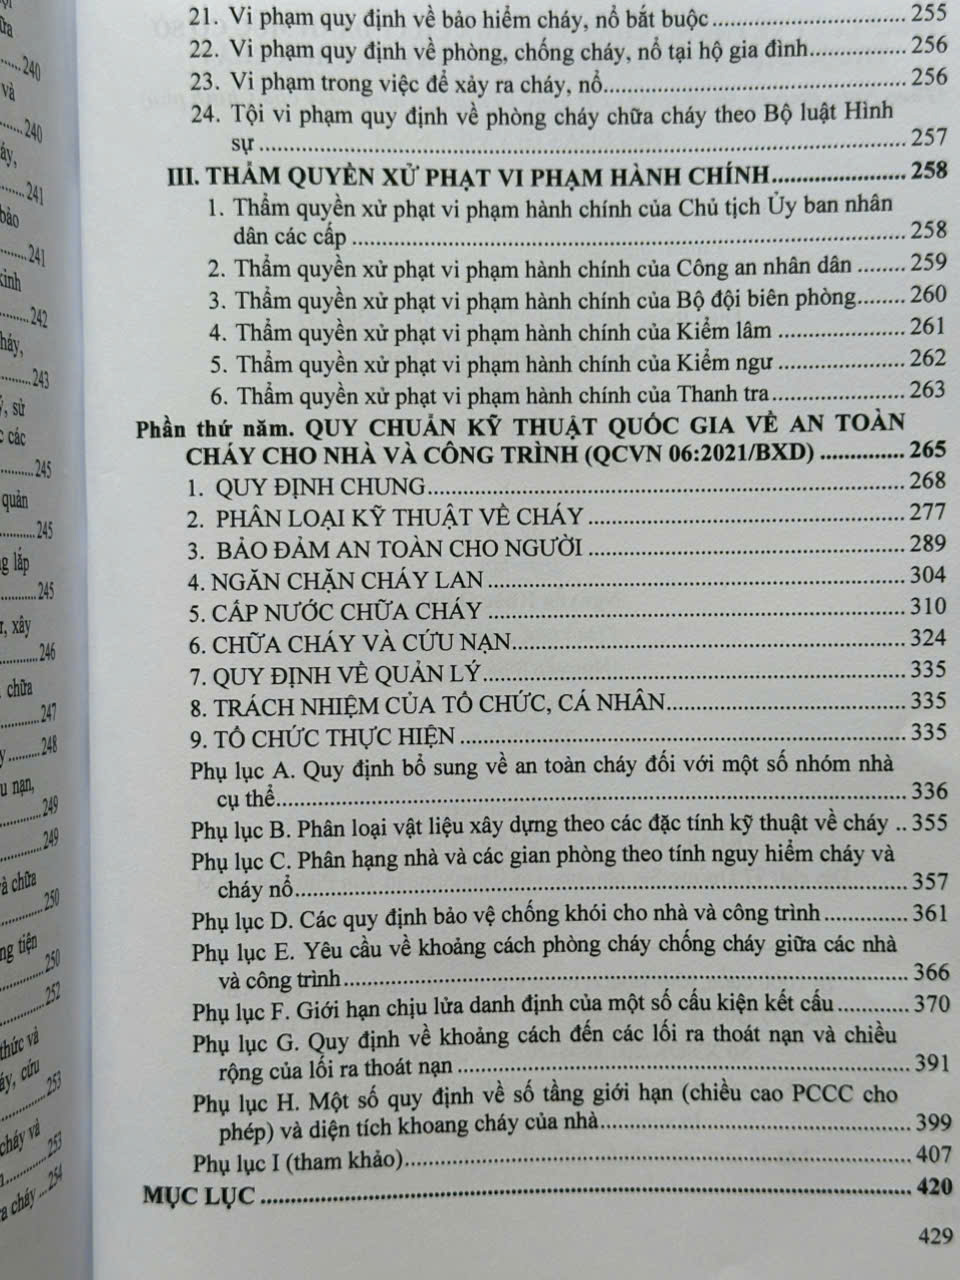 21. Vi phạm quy định về bảo hiểm cháy, nổ bắt buộc ........ 255
22. Vi phạm quy định về phòng, chống cháy, nổ tại hộ gia đình........ 256
23. Vi phạm trong việc để xảy ra cháy, nổ........ 256
24. Tội vi phạm quy định về phòng cháy chữa cháy theo Bộ luật Hình
sự ........ 257
III. THẨM QUYỀN XỬ PHẠT VI PHẠM HÀNH CHÍNH........ 258
1. Thẩm quyền xử phạt vi phạm hành chính của Chủ tịch Ủy ban nhân
dân các cấp ........ 258
2. Thẩm quyền xử phạt vi phạm hành chính của Công an nhân dân ........ 259
3. Thẩm quyền xử phạt vi phạm hành chính của Bộ đội biên phòng........ 260
4. Thẩm quyền xử phạt vi phạm hành chính của Kiểm lâm ........ 261
5. Thẩm quyền xử phạt vi phạm hành chính của Kiểm ngư ........ 262
6. Thẩm quyền xử phạt vi phạm hành chính của Thanh tra........ 263
Phần thứ năm. QUY CHUẨN KỸ THUẬT QUỐC GIA VỀ AN TOÀN
CHÁY CHO NHÀ VÀ CÔNG TRÌNH (QCVN 06:2021/BXD) ........ 265
1. QUY ĐỊNH CHUNG........ 268
2. PHÂN LOẠI KỸ THUẬT VỀ CHÁY ........ 277
3. BẢO ĐẢM AN TOÀN CHO NGƯỜI ........ 289
4. NGĂN CHẶN CHÁY LAN ........ 304
5. CẤP NƯỚC CHỮA CHÁY ........ 310
6. CHỮA CHÁY VÀ CỨU NẠN........ 324
7. QUY ĐỊNH VỀ QUẢN LÝ........ 335
8. TRÁCH NHIỆM CỦA TỔ CHỨC, CÁ NHÂN........ 335
9. TỔ CHỨC THỰC HIỆN ........ 335
Phụ lục A. Quy định bổ sung về an toàn cháy đối với một số nhóm nhà
cụ thể........ 336
Phụ lục B. Phân loại vật liệu xây dựng theo các đặc tính kỹ thuật về cháy .. 355
Phụ lục C. Phân hạng nhà và các gian phòng theo tính nguy hiểm cháy và
cháy nổ........ 357
Phụ lục D. Các quy định bảo vệ chống khói cho nhà và công trình ........ 361
Phụ lục E. Yêu cầu về khoảng cách phòng cháy chống cháy giữa các nhà
và công trình........ 366
Phụ lục F. Giới hạn chịu lửa danh định của một số cấu kiện kết cấu ........ 370
Phụ lục G. Quy định về khoảng cách đến các lối ra thoát nạn và chiều
rộng của lối ra thoát nạn ........ 391
Phụ lục H. Một số quy định về số tầng giới hạn (chiều cao PCCC cho
phép) và diện tích khoang cháy của nhà........ 399
Phụ lục I (tham khảo)........ 407
MỤC LỤC ........ 420
429